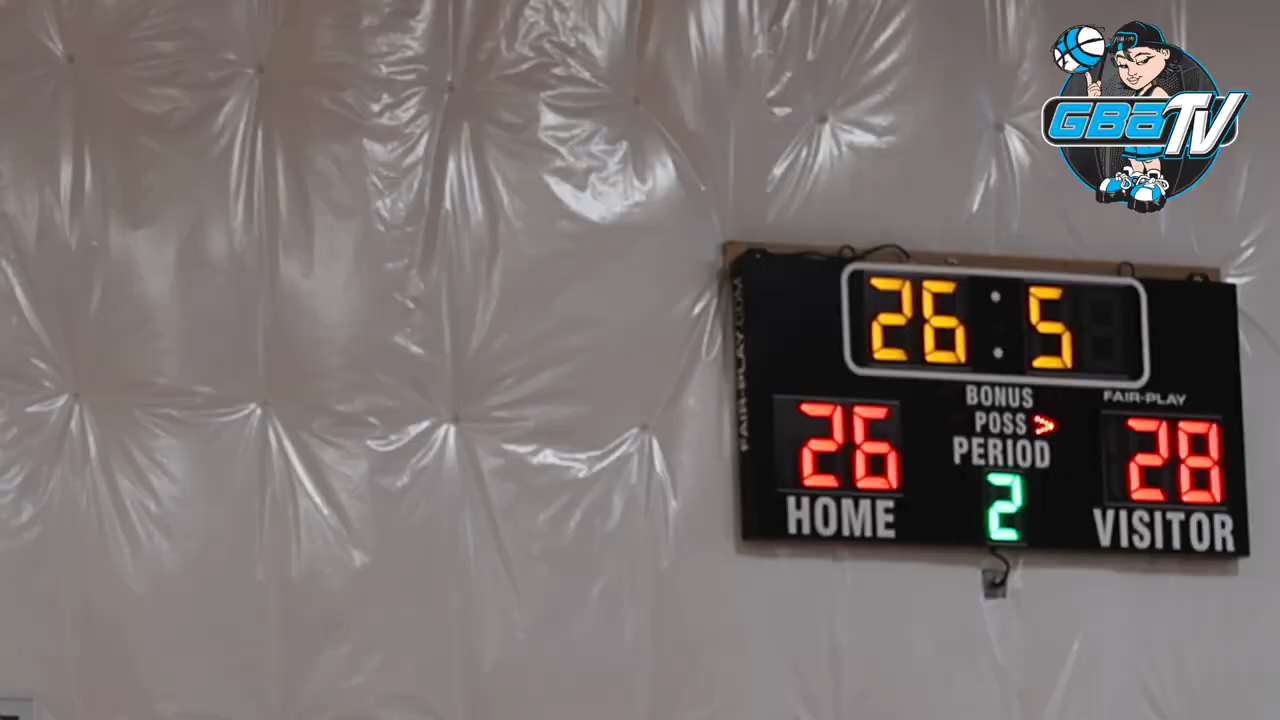 GBaTV
26:5
FAIR-PLAY.COM
BONUS
FAIR-PLAY
POSS >
PERIOD
26
28
2
HOME
VISITOR